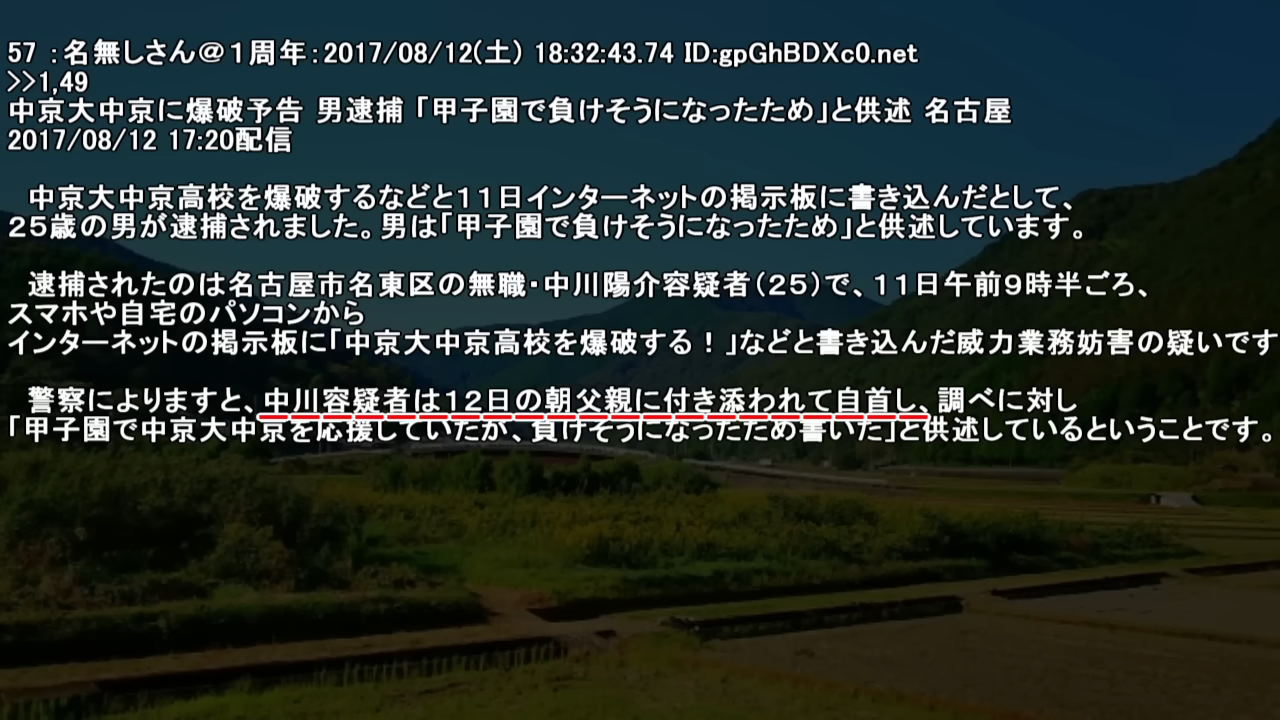 57 ：名無しさん＠１周年：2017/08/12(土) 18:32:43.74 ID:gpGhBDXc0.net
>>1,49
中京大中京に爆破予告 男逮捕 「甲子園で負けそうになったため」と供述 名古屋
2017/08/12 17:20配信
中京大中京高校を爆破するなどと１１日インターネットの掲示板に書き込んだとして、
２５歳の男が逮捕されました。男は「甲子園で負けそうになったため」と供述しています。
逮捕されたのは名古屋市名東区の無職・中川陽介容疑者（２５）で、１１日午前９時半ごろ、
スマホや自宅のパソコンから
インターネットの掲示板に「中京大中京高校を爆破する！」などと書き込んだ威力業務妨害の疑いです
警察によりますと、中川容疑者は１２日の朝父親に付き添われて自首し、調べに対し
「甲子園で中京大中京を応援していたが、負けそうになったため書いた」と供述しているということです。